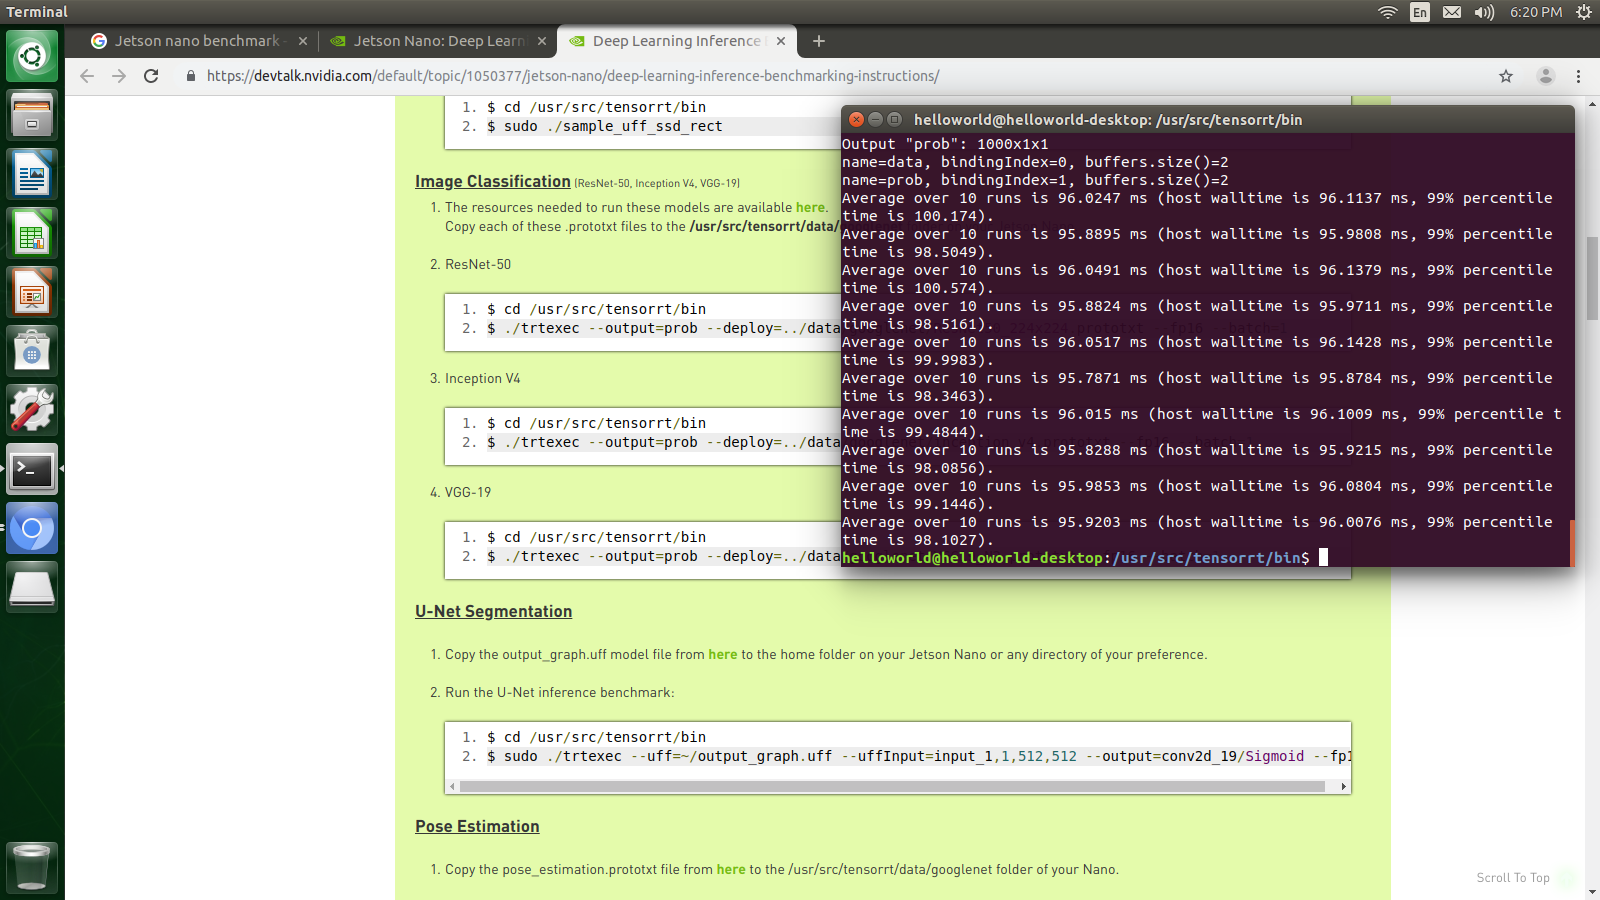 Terminal
En
6:20 PM
Jetson nano benchmark -
Jetson Nano: Deep Learn
Deep Learning Inference
https://devtalk.nvidia.com/default/topic/1050377/jetson-nano/deep-learning-inference-benchmarking-instructions/
1. $ cd /usr/src/tensorrt/bin
2. $ sudo ./sample_uff_ssd_rect
Image Classification (ResNet-50, Inception V4, VGG-19)
1. The resources needed to run these models are available here.
Copy each of these .prototxt files to the /usr/src/tensorrt/data/
2. ResNet-50
1. $ cd /usr/src/tensorrt/bin
2. $ ./trtexec --output=prob --deploy=../data
3. Inception V4
1. $ cd /usr/src/tensorrt/bin
2. $ ./trtexec --output=prob --deploy=../data
4. VGG-19
1. $ cd /usr/src/tensorrt/bin
2. $ ./trtexec --output=prob --deploy=../data
U-Net Segmentation
1. Copy the output_graph.uff model file from here to the home folder on your Jetson Nano or any directory of your preference.
2. Run the U-Net inference benchmark:
1. $ cd /usr/src/tensorrt/bin
2. $ sudo ./trtexec --uff=~/output_graph.uff --uffInput=input_1,1,512,512 --output=conv2d_19/Sigmoid --fp1
Pose Estimation
1. Copy the pose_estimation.prototxt file from here to the /usr/src/tensorrt/data/googlenet folder of your Nano.
Scroll To Top
helloworld@helloworld-desktop: /usr/src/tensorrt/bin
Output "prob": 1000x1x1
name=data, bindingIndex=0, buffers.size()=2
name=prob, bindingIndex=1, buffers.size()=2
Average over 10 runs is 96.0247 ms (host walltime is 96.1137 ms, 99% percentile
time is 100.174).
Average over 10 runs is 95.8895 ms (host walltime is 95.9808 ms, 99% percentile
time is 98.5049).
Average over 10 runs is 96.0491 ms (host walltime is 96.1379 ms, 99% percentile
time is 100.574).
Average over 10 runs is 95.8824 ms (host walltime is 95.9711 ms, 99% percentile
time is 98.5161).
Average over 10 runs is 96.0517 ms (host walltime is 96.1428 ms, 99% percentile
time is 99.9983).
Average over 10 runs is 95.7871 ms (host walltime is 95.8784 ms, 99% percentile
time is 98.3463).
Average over 10 runs is 96.015 ms (host walltime is 96.1009 ms, 99% percentile t
ime is 99.4844).
Average over 10 runs is 95.8288 ms (host walltime is 95.9215 ms, 99% percentile
time is 98.0856).
Average over 10 runs is 95.9853 ms (host walltime is 96.0804 ms, 99% percentile
time is 99.1446).
Average over 10 runs is 95.9203 ms (host walltime is 96.0076 ms, 99% percentile
time is 98.1027).
helloworld@helloworld-desktop:/usr/src/tensorrt/bin$